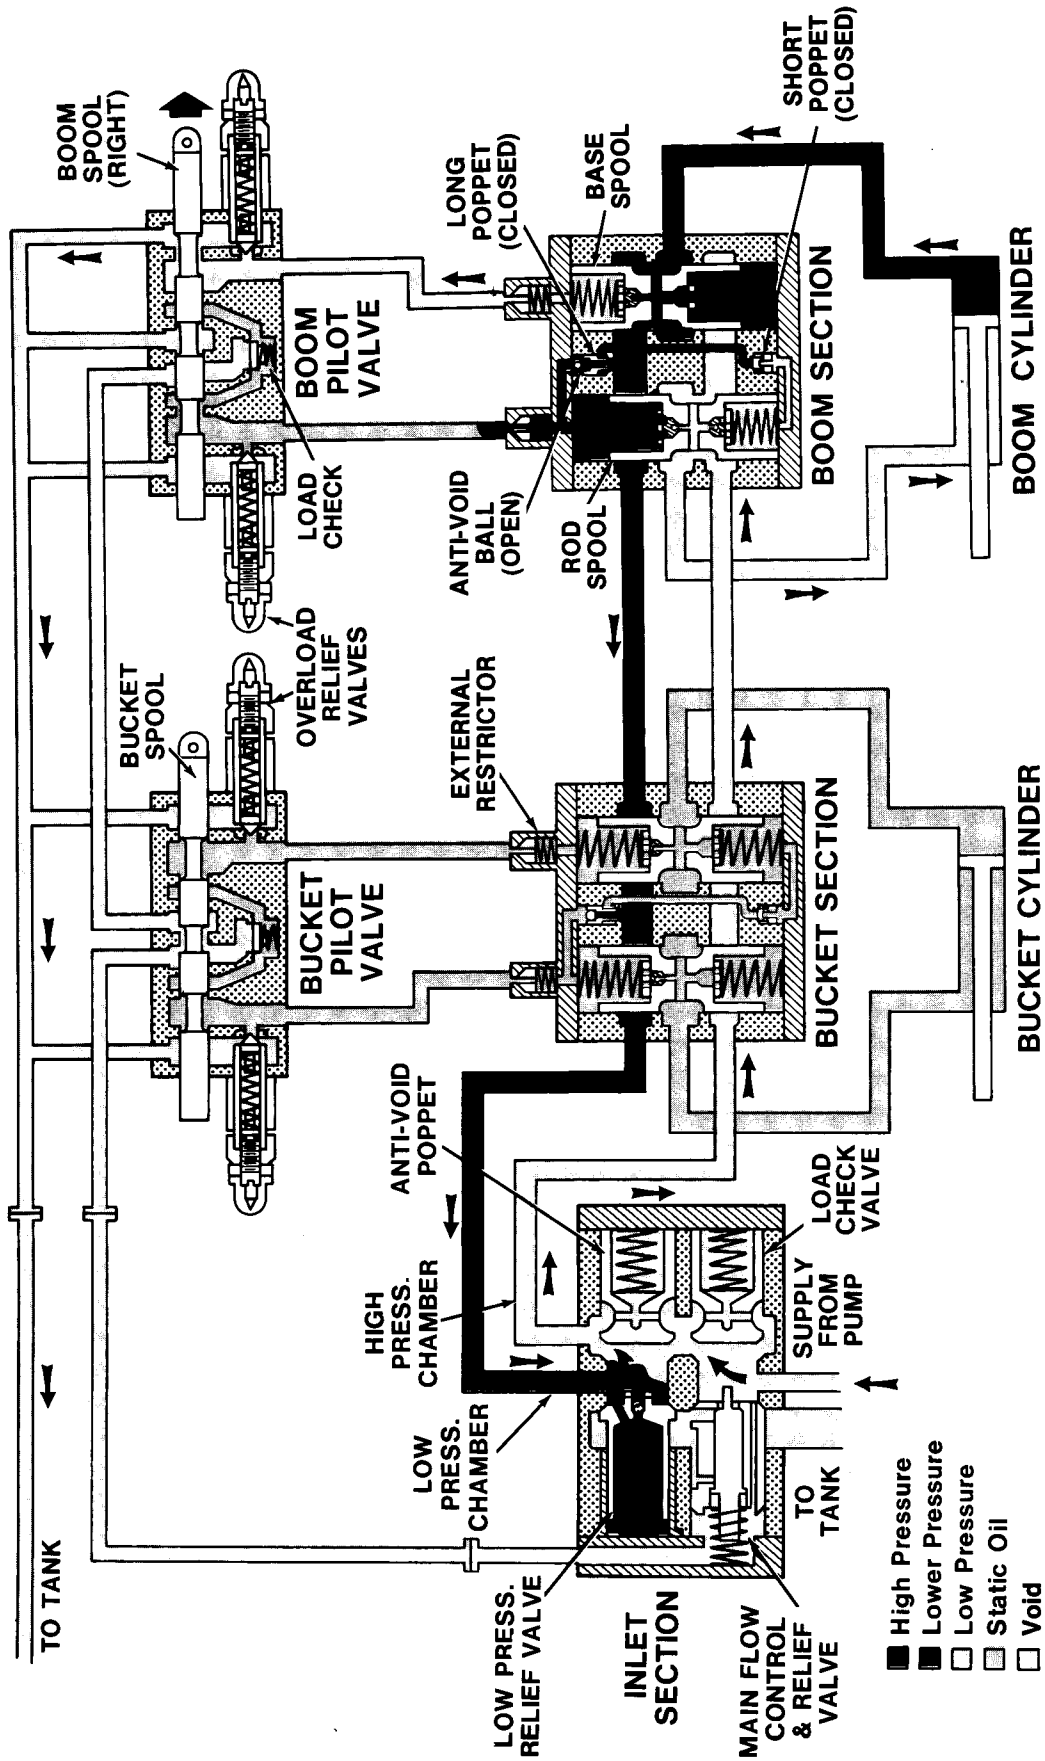 TO TANK
BUCKET
SPOOL
BOOM
SPOOL
(RIGHT)
BUCKET
PILOT
VALVE
OVERLOAD
RELIEF
VALVES
LOAD
CHECK
BOOM
PILOT
VALVE
HIGH
PRESS.
CHAMBER
ANTI-VOID
POPPET
EXTERNAL
RESTRICTOR
ANTI-VOID
BALL
(OPEN)
LONG
POPPET
(CLOSED)
LOW
PRESS.
CHAMBER
ROD
SPOOL
BASE
SPOOL
SHORT
POPPET
(CLOSED)
LOW PRESS.
RELIEF VALVE
INLET
SECTION
MAIN FLOW
CONTROL
& RELIEF
VALVE
TO
TANK
SUPPLY
FROM
PUMP
LOAD
CHECK
VALVE
BUCKET SECTION
BOOM SECTION
BUCKET CYLINDER
BOOM CYLINDER
High Pressure
Lower Pressure
Low Pressure
Static Oil
Void